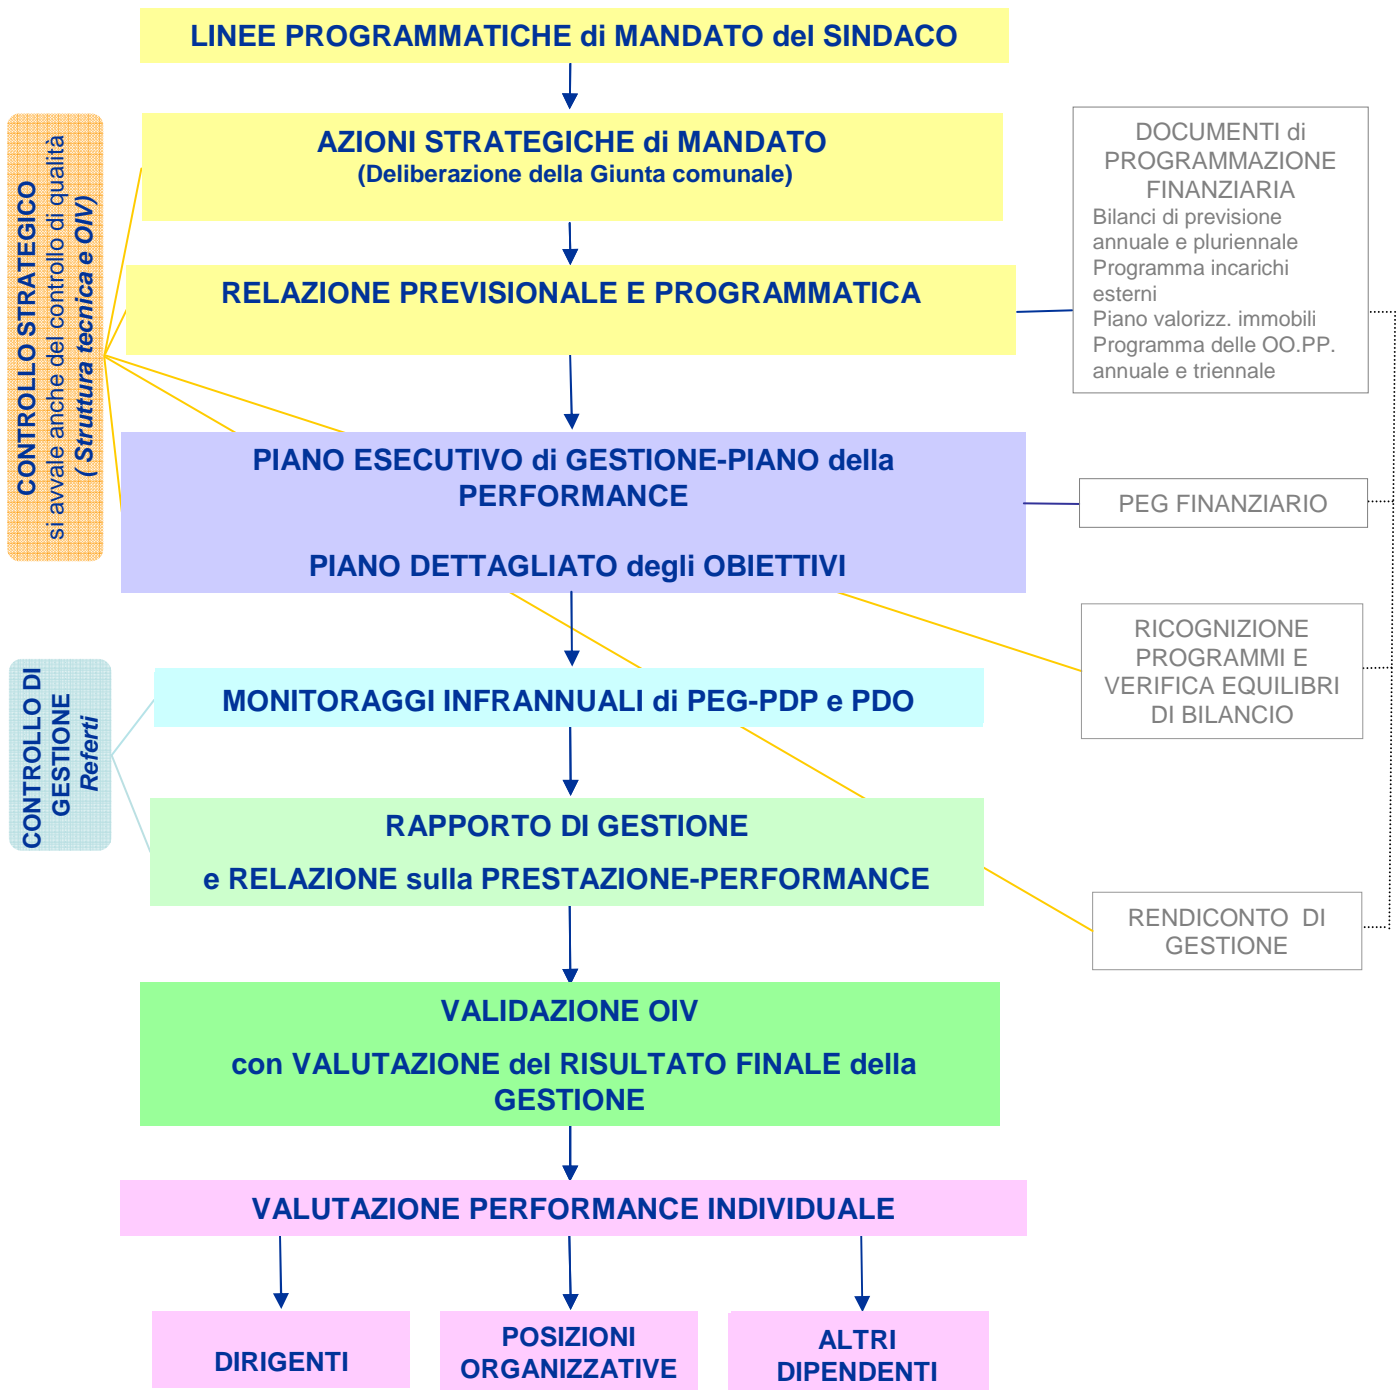 LINEE PROGRAMMATICHE di MANDATO del SINDACO
AZIONI STRATEGICHE di MANDATO
(Deliberazione della Giunta comunale)
RELAZIONE PREVISIONALE E PROGRAMMATICA
DOCUMENTI di
PROGRAMMAZIONE
FINANZIARIA
Bilanci di previsione
annuale e pluriennale
Programma incarichi
esterni
Piano valorizz. immobili
Programma delle OO.PP.
annuale e triennale
CONTROLLO STRATEGICO
si avvale anche del controllo di qualità
( Struttura tecnica e OIV)
PIANO ESECUTIVO di GESTIONE-PIANO della
PERFORMANCE
PIANO DETTAGLIATO degli OBIETTIVI
PEG FINANZIARIO
RICOGNIZIONE
PROGRAMMI E
VERIFICA EQUILIBRI
DI BILANCIO
CONTROLLO DI
GESTIONE
Referti
MONITORAGGI INFRANNUALI di PEG-PDP e PDO
RAPPORTO DI GESTIONE
e RELAZIONE sulla PRESTAZIONE-PERFORMANCE
RENDICONTO DI
GESTIONE
VALIDAZIONE OIV
con VALUTAZIONE del RISULTATO FINALE della
GESTIONE
VALUTAZIONE PERFORMANCE INDIVIDUALE
DIRIGENTI
POSIZIONI
ORGANIZZATIVE
ALTRI
DIPENDENTI